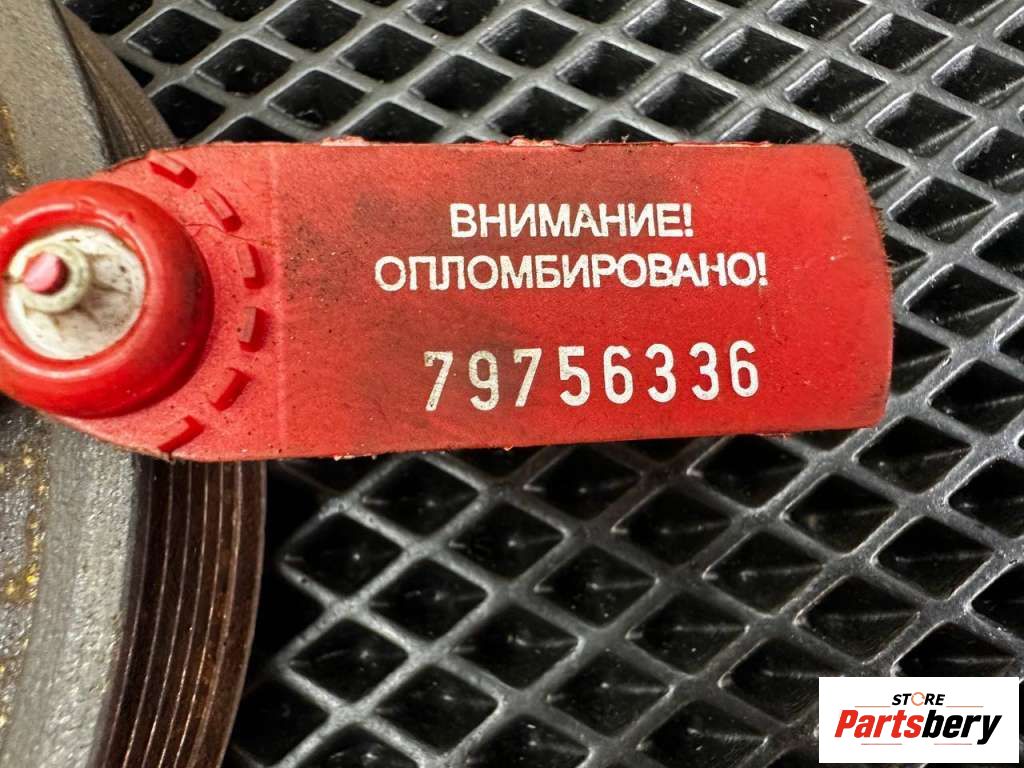 ВНИМАНИЕ!
ОПЛОМБИРОВАНО!
79756336
STORE
Partsbery